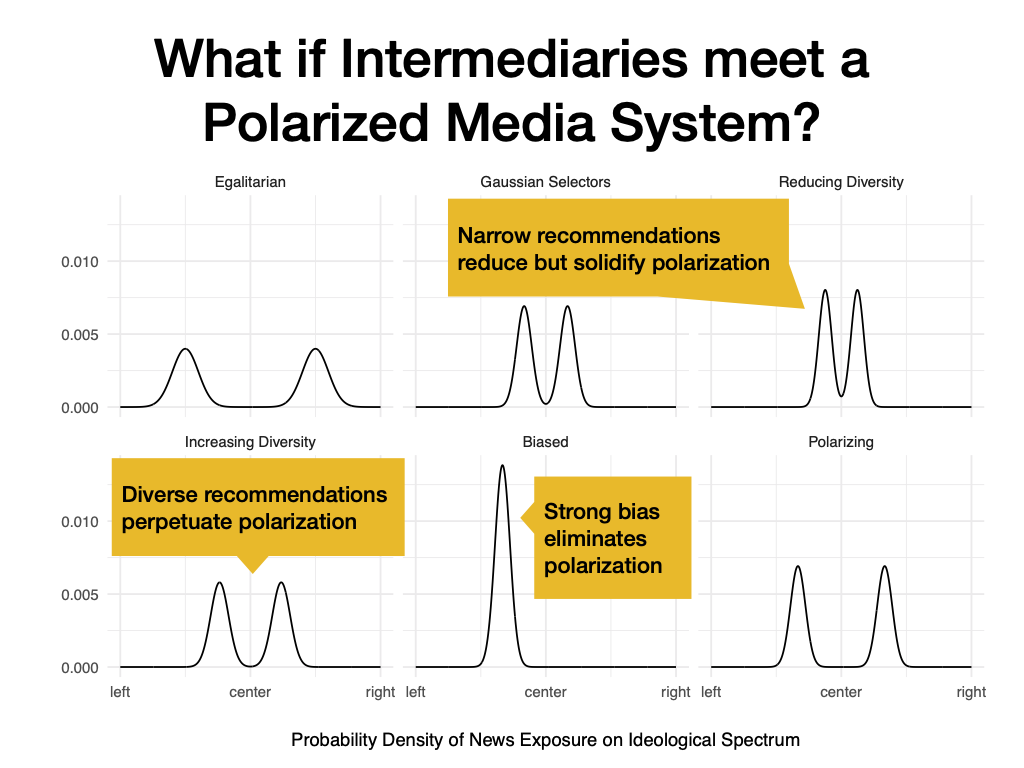 What if Intermediaries meet a
Polarized Media System?
Egalitarian
Gaussian Selectors
Reducing Diversity
Narrow recommendations
reduce but solidify polarization
0.010
0.005
0.000
Increasing Diversity
Biased
Polarizing
Diverse recommendations
perpetuate polarization
Strong bias
eliminates
polarization
0.010
0.005
0.000
left center right
left center right
left center right
Probability Density of News Exposure on Ideological Spectrum